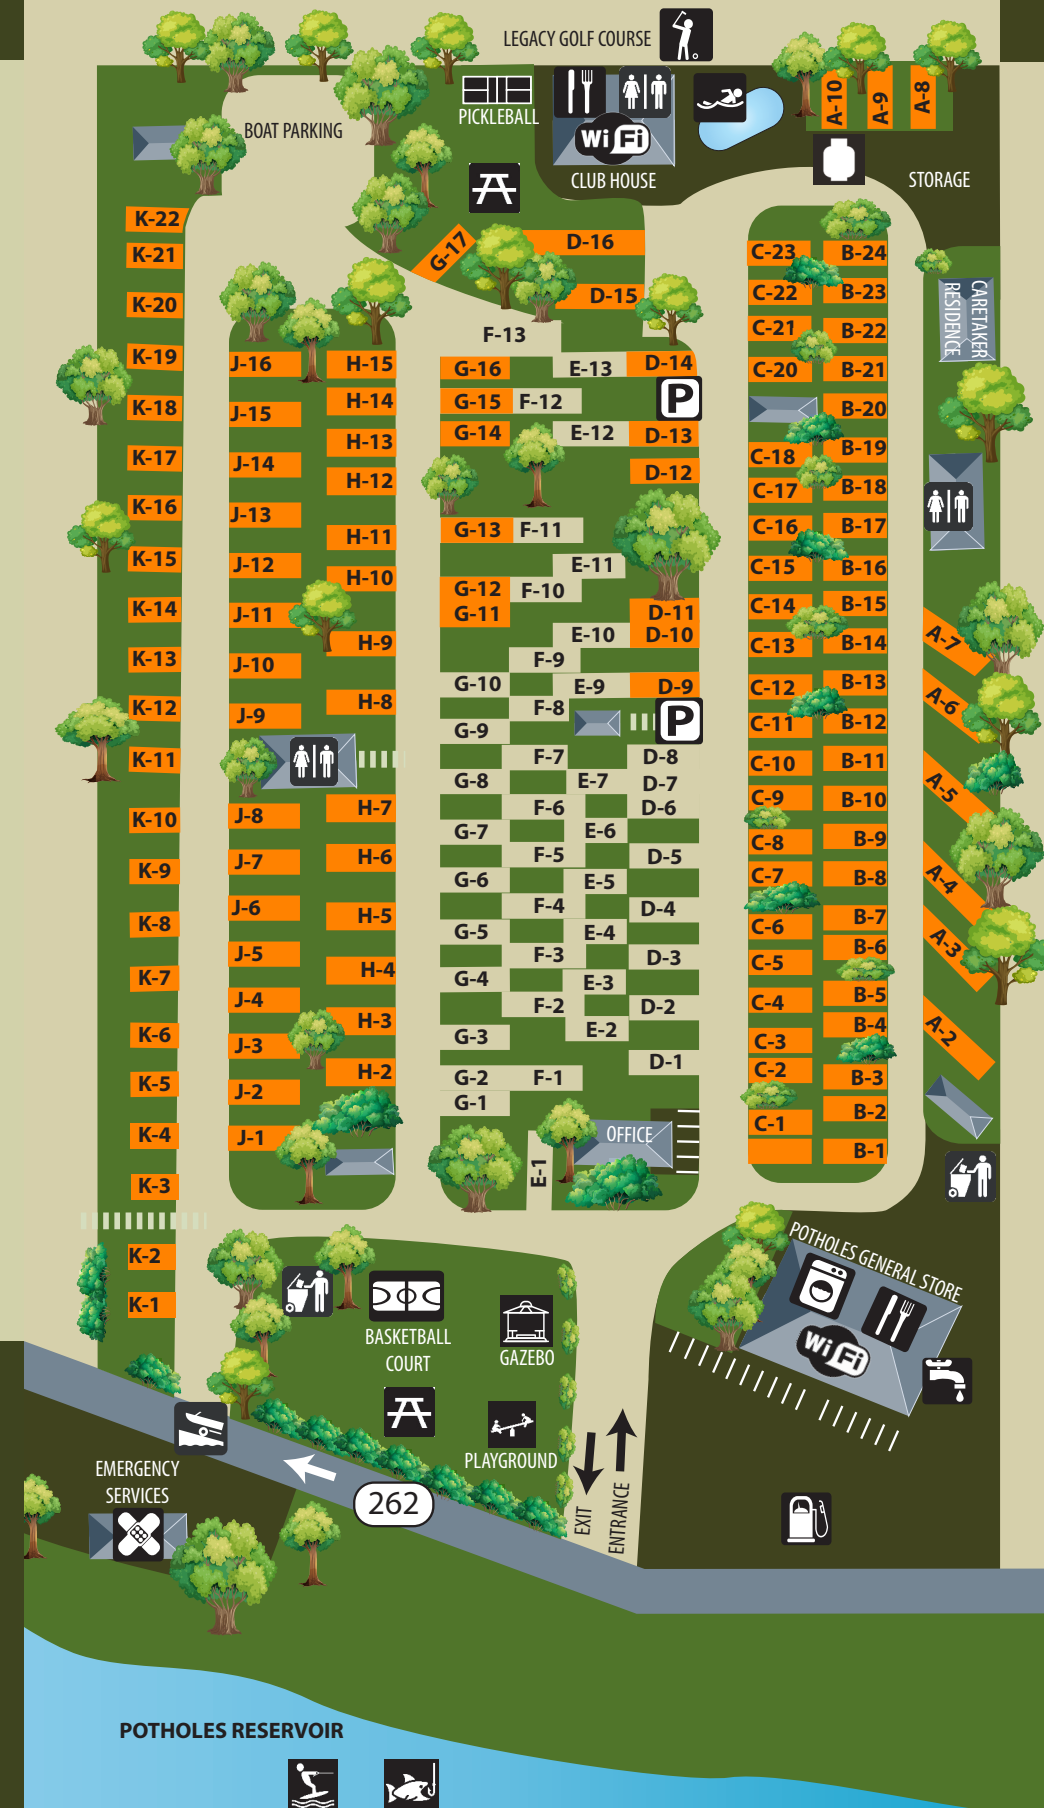 LEGACY GOLF COURSE
PICKLEBALL
WiFi
CLUB HOUSE
BOAT PARKING
STORAGE
A-10
A-9
A-8
CARETAKER
RESIDENCE
K-22
K-21
K-20
K-19
K-18
K-17
K-16
K-15
K-14
K-13
K-12
K-11
K-10
K-9
K-8
K-7
K-6
K-5
K-4
K-3
K-2
K-1
J-16
J-15
J-14
J-13
J-12
J-11
J-10
J-9
J-8
J-7
J-6
J-5
J-4
J-3
J-2
J-1
H-15
H-14
H-13
H-12
H-11
H-10
H-9
H-8
H-7
H-6
H-5
H-4
H-3
H-2
G-17
G-16
G-15
G-14
G-13
G-12
G-11
G-10
G-9
G-8
G-7
G-6
G-5
G-4
G-3
G-2
G-1
F-13
F-12
F-11
F-10
F-9
F-8
F-7
F-6
F-5
F-4
F-3
F-2
F-1
E-13
E-12
E-11
E-10
E-9
E-7
E-6
E-5
E-4
E-3
E-2
E-1
D-16
D-15
D-14
P
D-13
D-12
D-11
D-10
D-9
P
D-8
D-7
D-6
D-5
D-4
D-3
D-2
D-1
OFFICE
C-23
C-22
C-21
C-20
C-18
C-17
C-16
C-15
C-14
C-13
C-12
C-11
C-10
C-9
C-8
C-7
C-6
C-5
C-4
C-3
C-2
C-1
B-24
B-23
B-22
B-21
B-20
B-19
B-18
B-17
B-16
B-15
B-14
B-13
B-12
B-11
B-10
B-9
B-8
B-7
B-6
B-5
B-4
B-3
B-2
B-1
A-7
A-6
A-5
A-4
A-3
A-2
POTHOLES GENERAL STORE
WiFi
BASKETBALL
COURT
GAZEBO
PLAYGROUND
EXIT
ENTRANCE
262
EMERGENCY
SERVICES
POTHOLES RESERVOIR